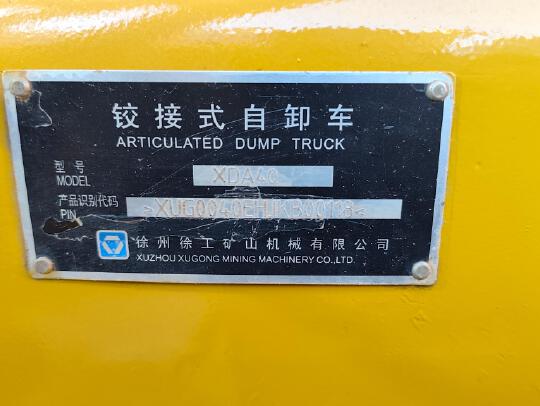 铰接式自卸车
ARTICULATED DUMP TRUCK
型号
MODEL XDA40
产品识别代码
PIN
徐州徐工矿山机械有限公司
XUZHOU XUGONG MINING MACHINERY CO.,LTD.